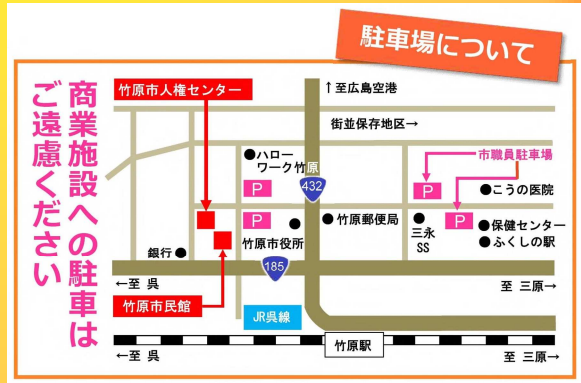 駐車場について
商業施設への駐車は
ご遠慮ください
竹原市人権センター
↑至広島空港
街並保存地区→
●ハロー
ワーク竹原
432
市職員駐車場
P
P
●こうの医院
P
P
竹原市役所
●竹原郵便局
三永
SS
●保健センター
●ふくしの駅
銀行●
185
←至 呉
至 三原→
竹原市民館
JR呉線
竹原駅
←至 呉
至 三原→